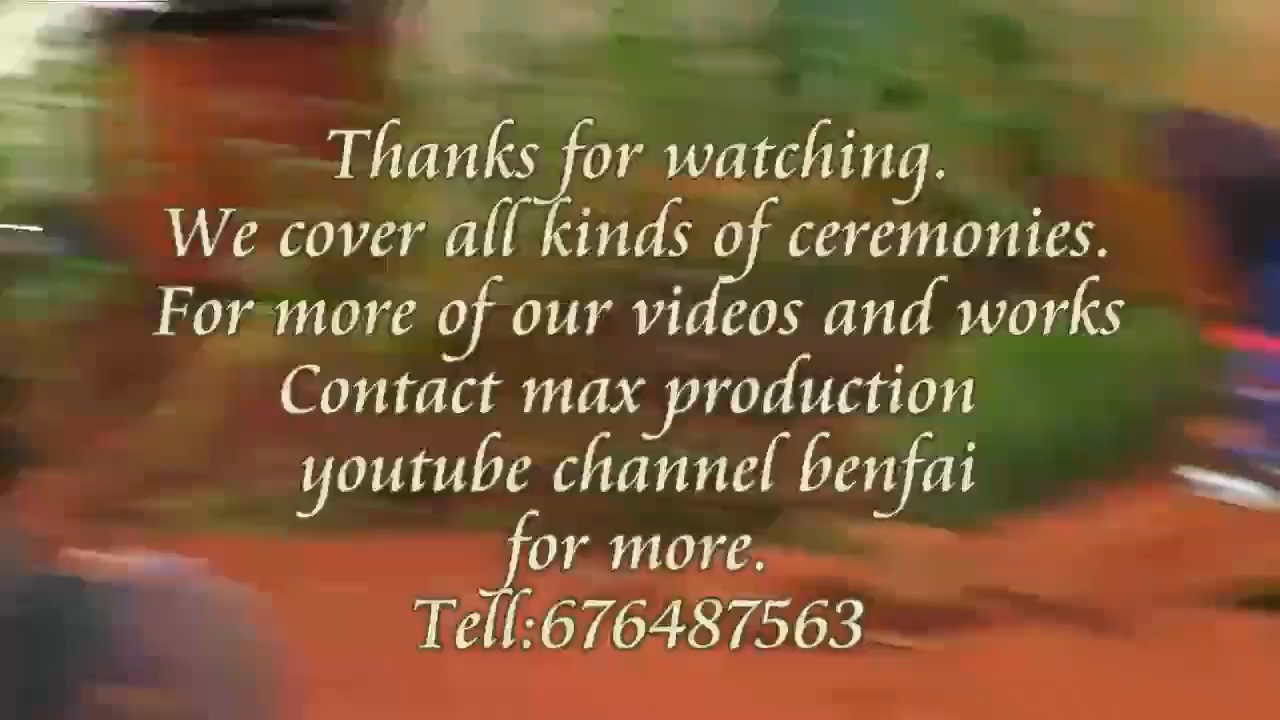 Thanks for watching.
We cover all kinds of ceremonies.
For more of our videos and works
Contact max production
youtube channel benfai
for more.
Tell:676487563